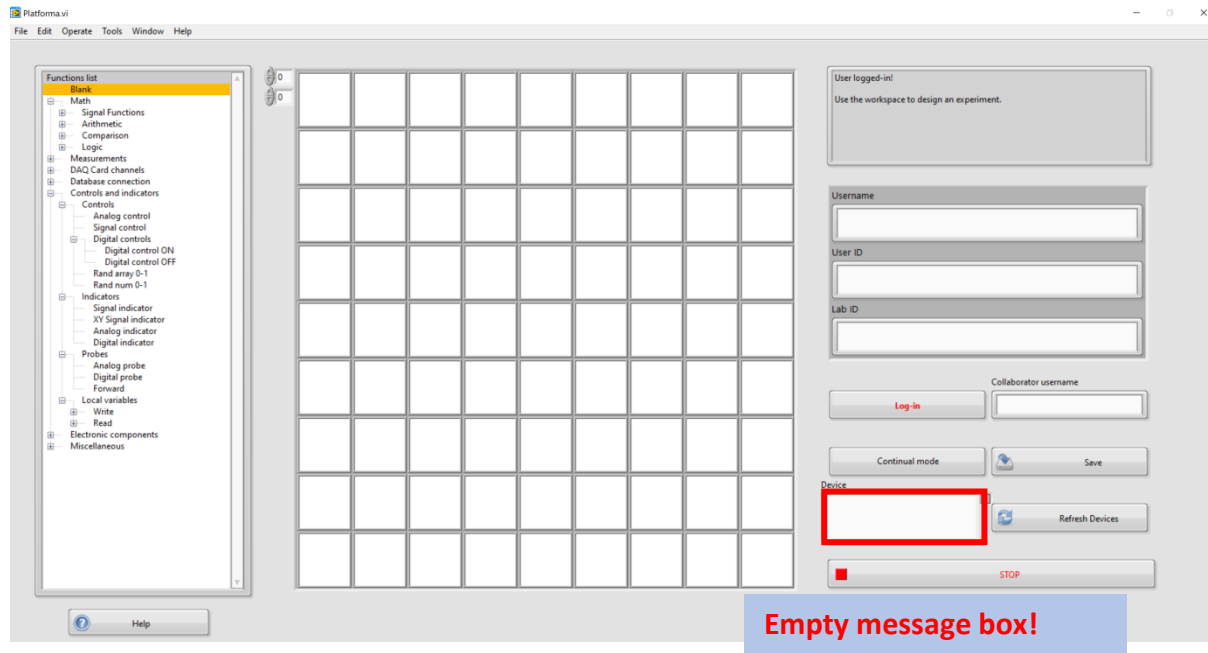 Platforma.vi
File Edit Operate Tools Window Help
Functions list
Blank
Math
Signal Functions
Arithmetic
Comparison
Logic
Measurements
DAQ Card channels
Database connection
Controls and indicators
Controls
Analog control
Signal control
Digital controls
Digital control ON
Digital control OFF
Rand array 0-1
Rand num 0-1
Indicators
Signal indicator
XY Signal indicator
Analog indicator
Digital indicator
Probes
Analog probe
Digital probe
Forward
Local variables
Write
Read
Electronic components
Miscellaneous
Help
0
0
User logged-in!
Use the workspace to design an experiment.
Username
User ID
Lab ID
Collaborator username
Log-in
Continual mode
Save
Device
Refresh Devices
STOP
Empty message box!